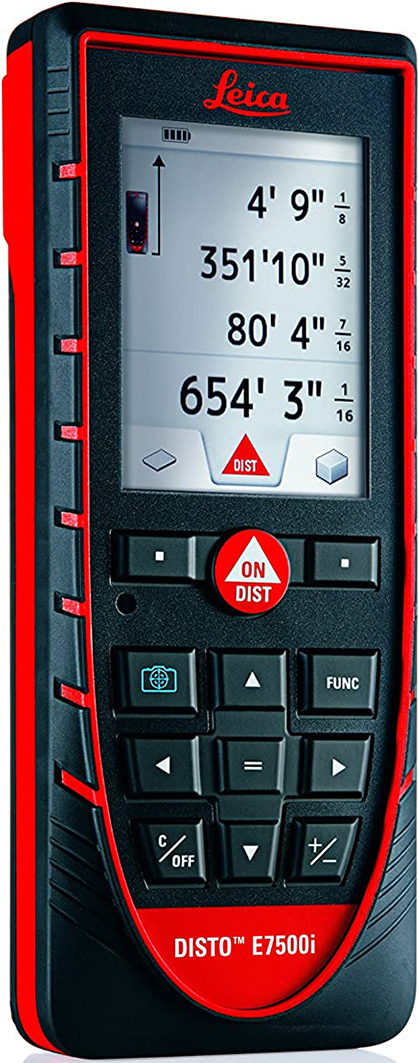 Leica
4' 9" 1/8
351'10" 5/32
80' 4" 7/16
654' 3" 1/16
DIST
ON
DIST
FUNC
=
C/OFF
+/−
DISTO™ E7500i